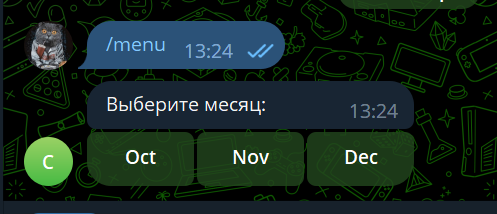 /menu 13:24
Выберите месяц: 13:24
C
Oct Nov Dec